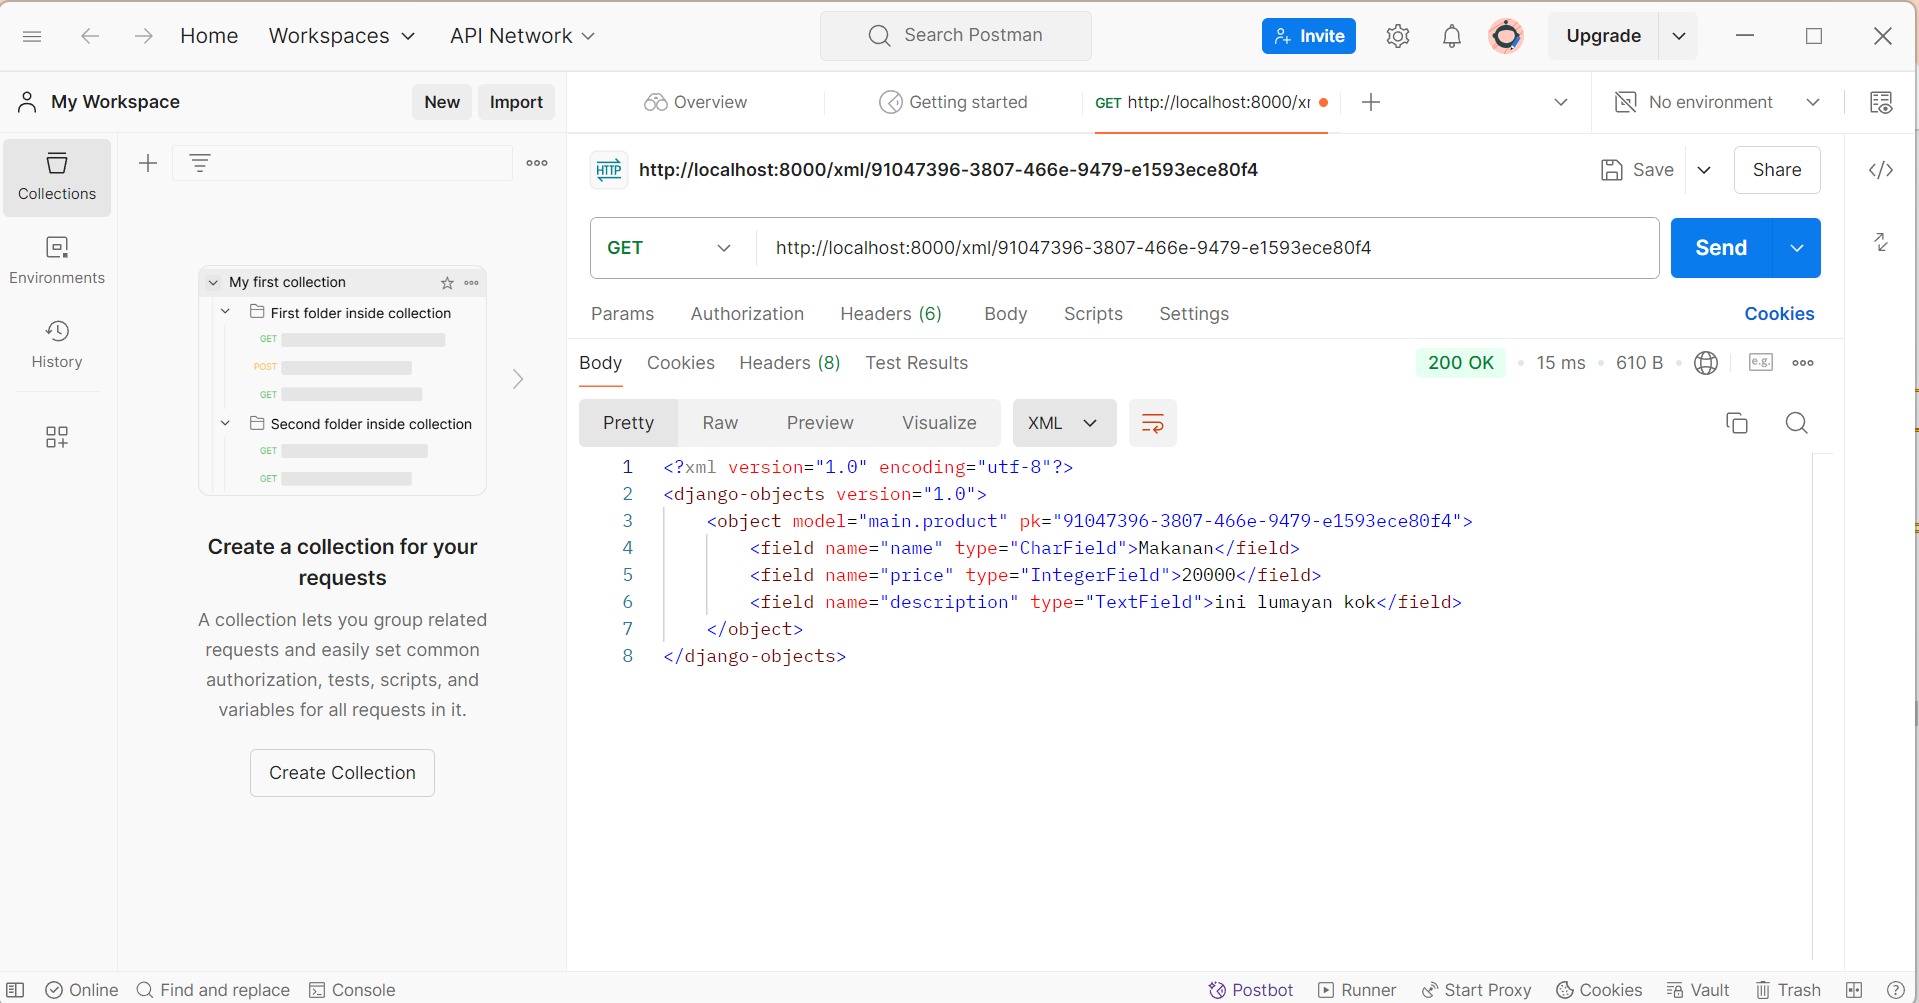 Home Workspaces API Network Search Postman Invite Upgrade
My Workspace New Import Overview Getting started GET http://localhost:8000/xr No environment
Collections
Environments
History
My first collection
First folder inside collection
GET
POST
GET
Second folder inside collection
GET
GET
Create a collection for your
requests
A collection lets you group related
requests and easily set common
authorization, tests, scripts, and
variables for all requests in it.
Create Collection
HTTP http://localhost:8000/xml/91047396-3807-466e-9479-e1593ece80f4 Save Share
GET http://localhost:8000/xml/91047396-3807-466e-9479-e1593ece80f4 Send
Params Authorization Headers (6) Body Scripts Settings Cookies
Body Cookies Headers (8) Test Results 200 OK 15 ms 610 B e.g.
Pretty Raw Preview Visualize XML
1 <?xml version="1.0" encoding="utf-8"?>
2 <django-objects version="1.0">
3 <object model="main.product" pk="91047396-3807-466e-9479-e1593ece80f4">
4 <field name="name" type="CharField">Makanan</field>
5 <field name="price" type="IntegerField">20000</field>
6 <field name="description" type="TextField">ini lumayan kok</field>
7 </object>
8 </django-objects>
Online Find and replace Console Postbot Runner Start Proxy Cookies Vault Trash